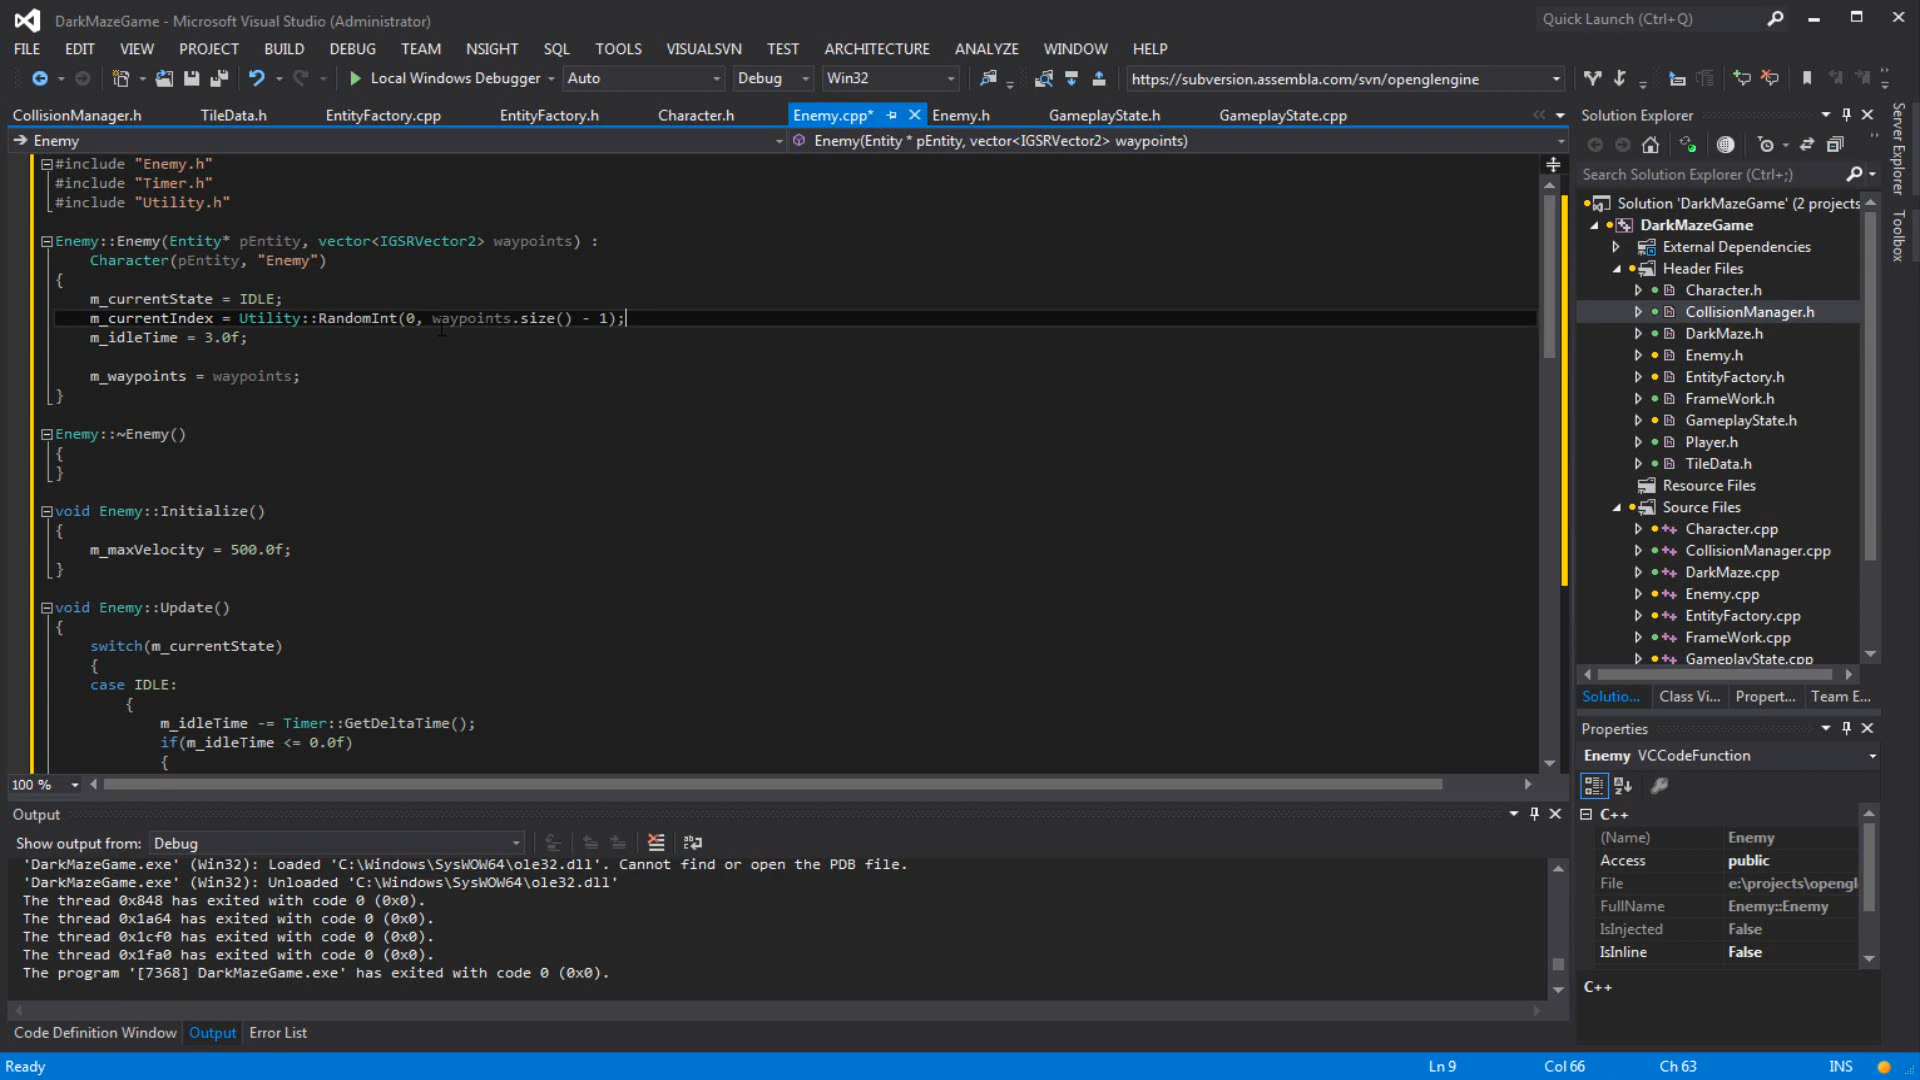 DarkMazeGame - Microsoft Visual Studio (Administrator)
Quick Launch (Ctrl+Q)
FILE EDIT VIEW PROJECT BUILD DEBUG TEAM NSIGHT SQL TOOLS VISUALSVN TEST ARCHITECTURE ANALYZE WINDOW HELP
Local Windows Debugger Auto Debug Win32 https://subversion.assembla.com/svn/openglengine
CollisionManager.h TileData.h EntityFactory.cpp EntityFactory.h Character.h Enemy.cpp* Enemy.h GameplayState.h GameplayState.cpp
Enemy
Enemy(Entity * pEntity, vector<IGSRVector2> waypoints)
#include "Enemy.h"
#include "Timer.h"
#include "Utility.h"
Enemy::Enemy(Entity* pEntity, vector<IGSRVector2> waypoints) :
Character(pEntity, "Enemy")
{
m_currentState = IDLE;
m_currentIndex = Utility::RandomInt(0, waypoints.size() - 1);
m_idleTime = 3.0f;
m_waypoints = waypoints;
}
Enemy::~Enemy()
{
}
void Enemy::Initialize()
{
m_maxVelocity = 500.0f;
}
void Enemy::Update()
{
switch(m_currentState)
{
case IDLE:
{
m_idleTime -= Timer::GetDeltaTime();
if(m_idleTime <= 0.0f)
{
100 %
Output
Show output from: Debug
'DarkMazeGame.exe' (Win32): Loaded 'C:\Windows\SysWOW64\ole32.dll'. Cannot find or open the PDB file.
'DarkMazeGame.exe' (Win32): Unloaded 'C:\Windows\SysWOW64\ole32.dll'
The thread 0x848 has exited with code 0 (0x0).
The thread 0x1a64 has exited with code 0 (0x0).
The thread 0x1cf0 has exited with code 0 (0x0).
The thread 0x1fa0 has exited with code 0 (0x0).
The program '[7368] DarkMazeGame.exe' has exited with code 0 (0x0).
Code Definition Window Output Error List
Solution Explorer
Search Solution Explorer (Ctrl+;)
Solution 'DarkMazeGame' (2 projects
DarkMazeGame
External Dependencies
Header Files
Character.h
CollisionManager.h
DarkMaze.h
Enemy.h
EntityFactory.h
FrameWork.h
GameplayState.h
Player.h
TileData.h
Resource Files
Source Files
Character.cpp
CollisionManager.cpp
DarkMaze.cpp
Enemy.cpp
EntityFactory.cpp
FrameWork.cpp
GameplayState.cpp
Solutio... Class Vi... Propert... Team E...
Properties
Enemy VCCodeFunction
C++
(Name) Enemy
Access public
File e:\projects\opengl
FullName Enemy::Enemy
IsInjected False
IsInline False
C++
Server Explorer
Toolbox
Ready Ln 9 Col 66 Ch 63 INS